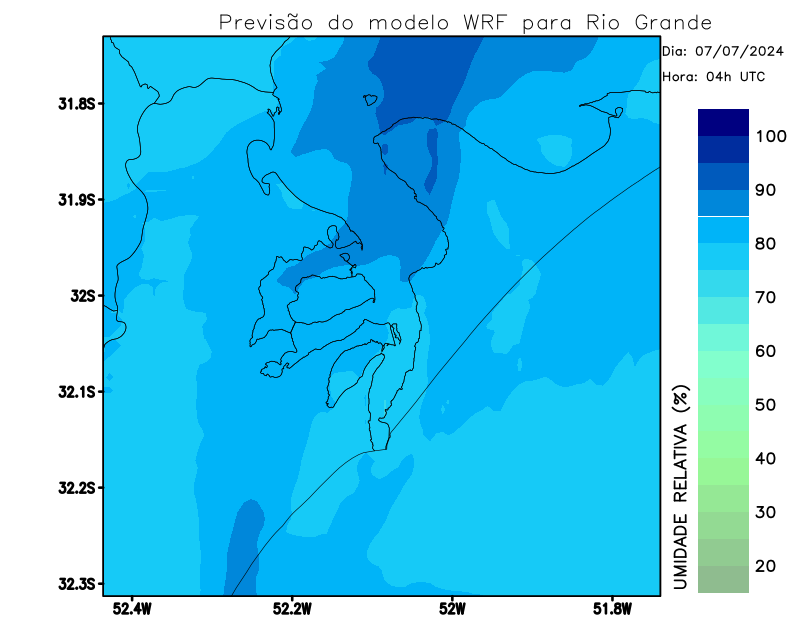 Previsão do modelo WRF para Rio Grande
Dia: 07/07/2024
Hora: 04h UTC
31.8S
31.9S
32S
32.1S
32.2S
32.3S
52.4W
52.2W
52W
51.8W
100
90
80
70
60
50
40
30
20
UMIDADE RELATIVA (%)